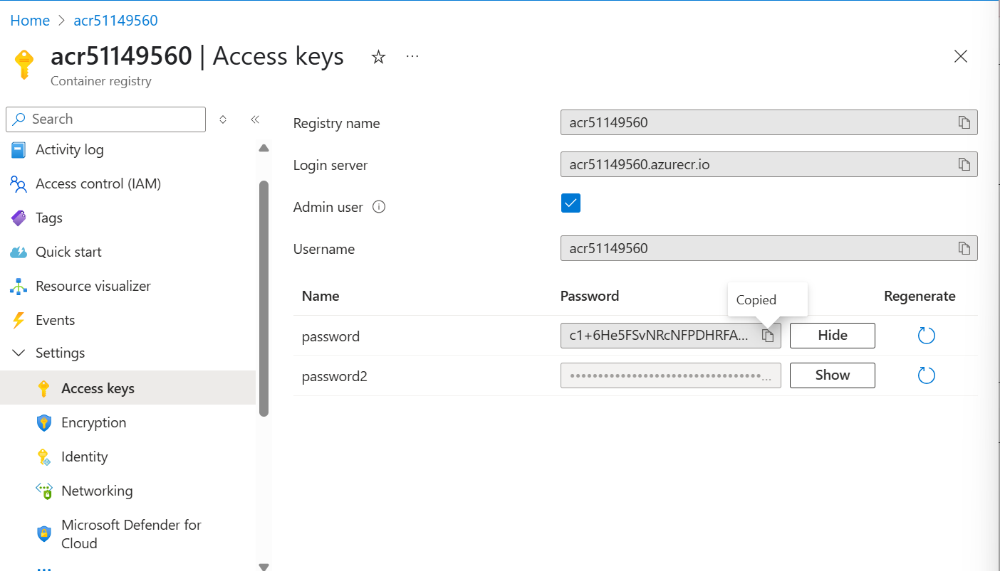 Home > acr51149560
acr51149560 | Access keys ☆ ...
Container registry
Search
Activity log
Access control (IAM)
Tags
Quick start
Resource visualizer
Events
Settings
Access keys
Encryption
Identity
Networking
Microsoft Defender for
Cloud
Registry name acr51149560
Login server acr51149560.azurecr.io
Admin user
Username acr51149560
Name Password Regenerate
Copied
password c1+6He5FSvNRcNFPDHRFA... Hide
password2 ••••••••••••••••••••••••••••••••••... Show